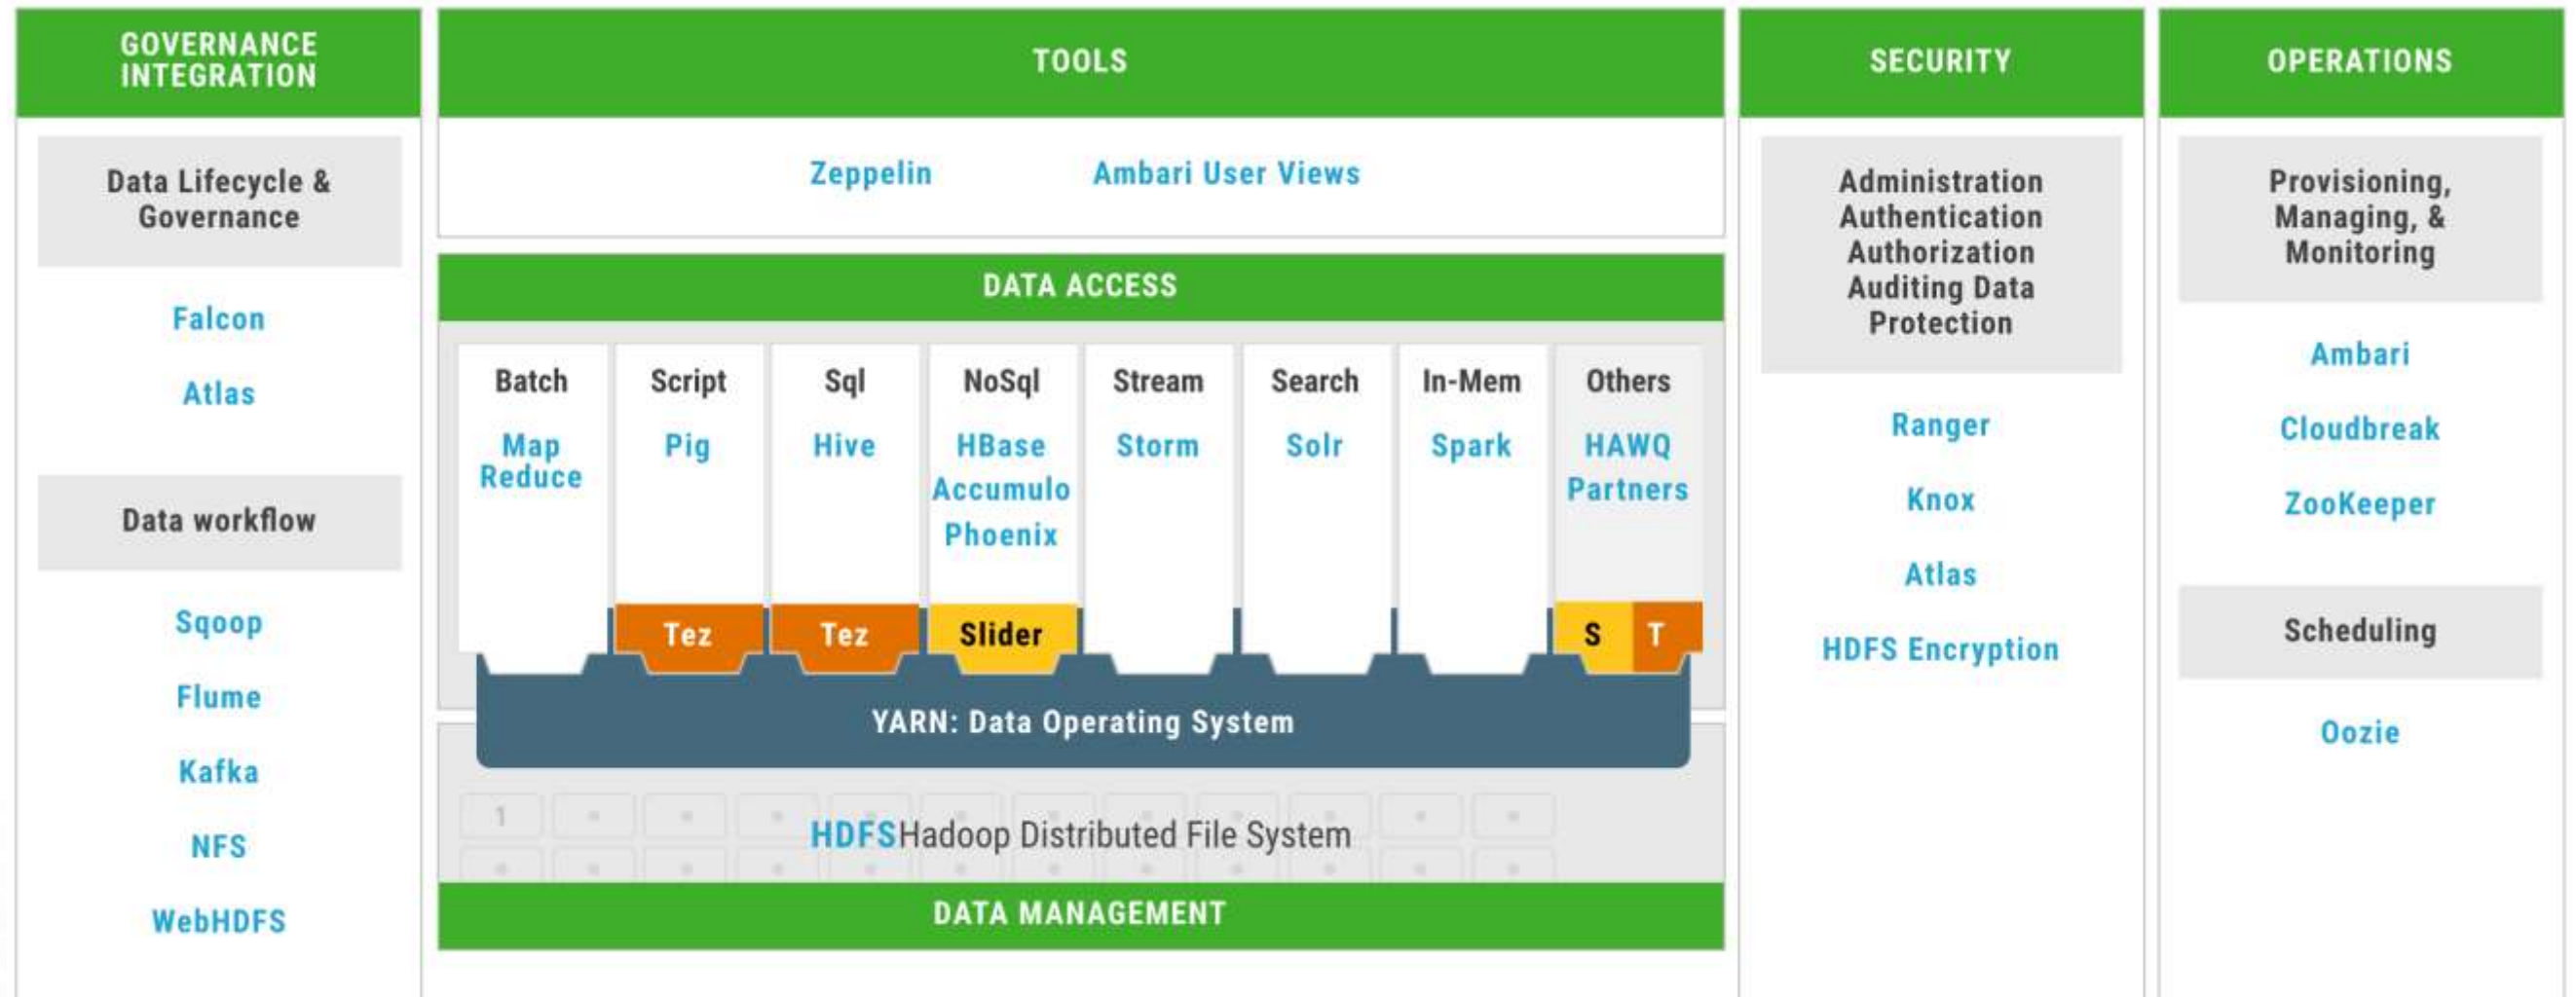 GOVERNANCE
INTEGRATION
Data Lifecycle &
Governance
Falcon
Atlas
Data workflow
Sqoop
Flume
Kafka
NFS
WebHDFS
TOOLS
Zeppelin
Ambari User Views
DATA ACCESS
Batch
Map
Reduce
Script
Pig
Tez
Sql
Hive
Tez
NoSql
HBase
Accumulo
Phoenix
Slider
Stream
Storm
Search
Solr
In-Mem
Spark
Others
HAWQ
Partners
S
T
YARN: Data Operating System
1
HDFSHadoop Distributed File System
DATA MANAGEMENT
SECURITY
Administration
Authentication
Authorization
Auditing Data
Protection
Ranger
Knox
Atlas
HDFS Encryption
OPERATIONS
Provisioning,
Managing, &
Monitoring
Ambari
Cloudbreak
ZooKeeper
Scheduling
Oozie